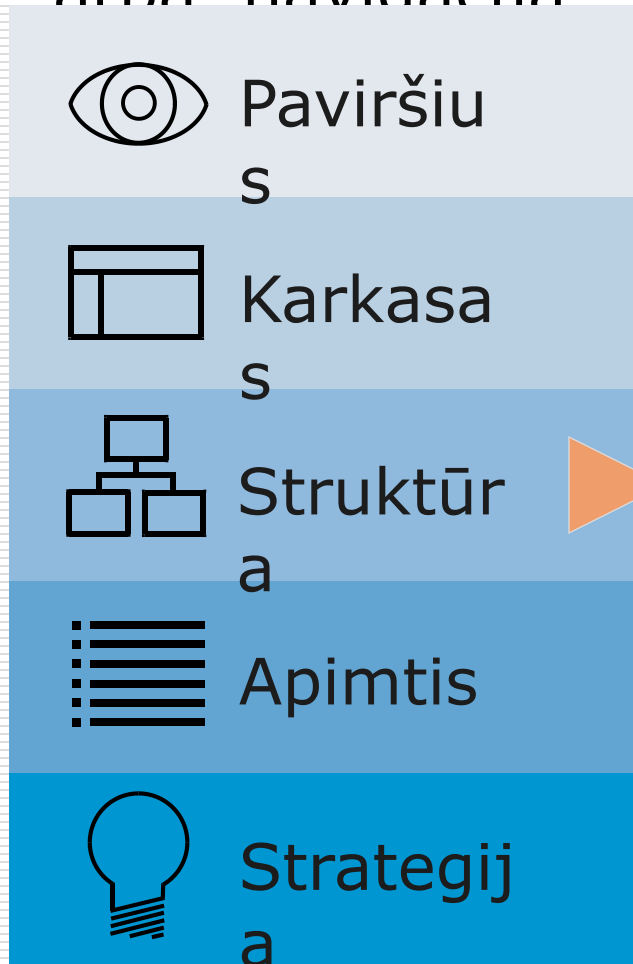 Paviršiu
s
Karkasa
s
Struktūr
a
Apimtis
Strategij
a